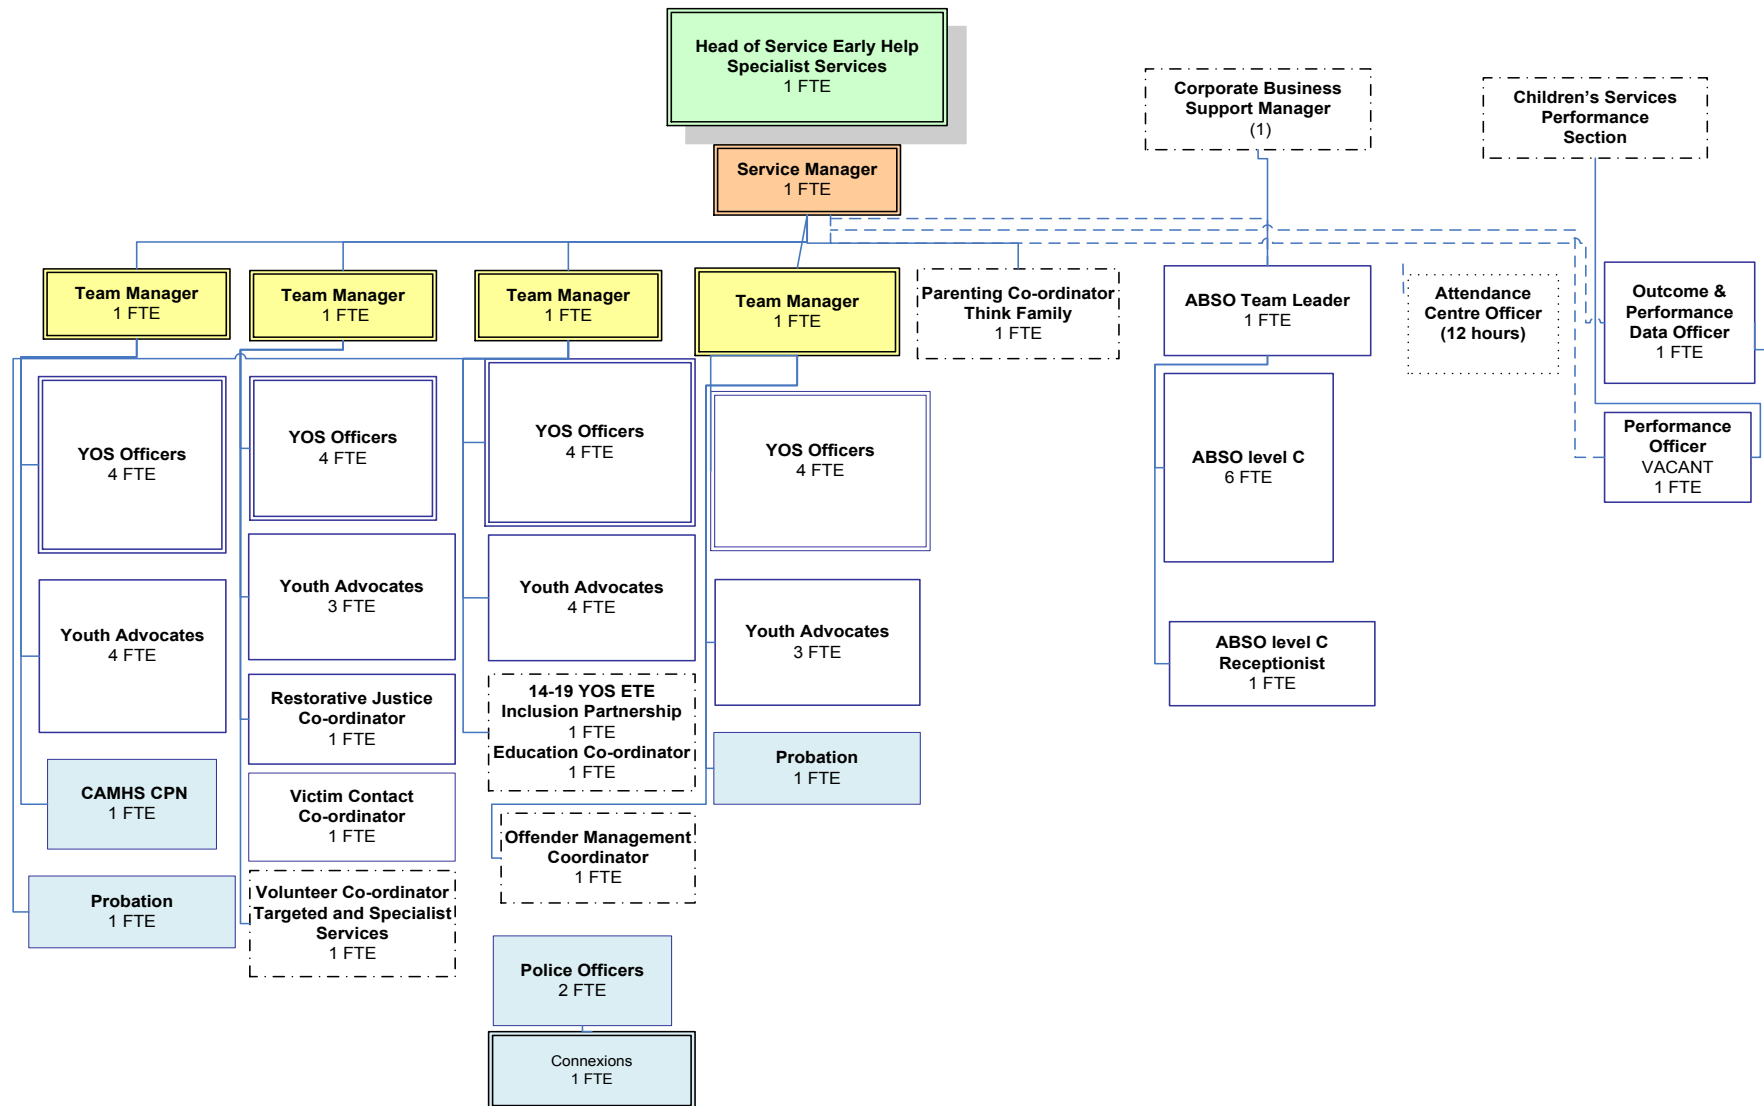 Head of Service Early Help
Specialist Services
1 FTE
Corporate Business
Support Manager
(1)
Children's Services
Performance
Section
Service Manager
1 FTE
Team Manager
1 FTE
Team Manager
1 FTE
Team Manager
1 FTE
Team Manager
1 FTE
Parenting Co-ordinator
Think Family
1 FTE
ABSO Team Leader
1 FTE
Attendance
Centre Officer
(12 hours)
Outcome &
Performance
Data Officer
1 FTE
YOS Officers
4 FTE
YOS Officers
4 FTE
YOS Officers
4 FTE
YOS Officers
4 FTE
ABSO level C
6 FTE
Performance
Officer
VACANT
1 FTE
Youth Advocates
4 FTE
Youth Advocates
3 FTE
Youth Advocates
4 FTE
Youth Advocates
3 FTE
ABSO level C
Receptionist
1 FTE
Restorative Justice
Co-ordinator
1 FTE
14-19 YOS ETE
Inclusion Partnership
1 FTE
Education Co-ordinator
1 FTE
Probation
1 FTE
CAMHS CPN
1 FTE
Victim Contact
Co-ordinator
1 FTE
Offender Management
Coordinator
1 FTE
Probation
1 FTE
Volunteer Co-ordinator
Targeted and Specialist
Services
1 FTE
Police Officers
2 FTE
Connexions
1 FTE